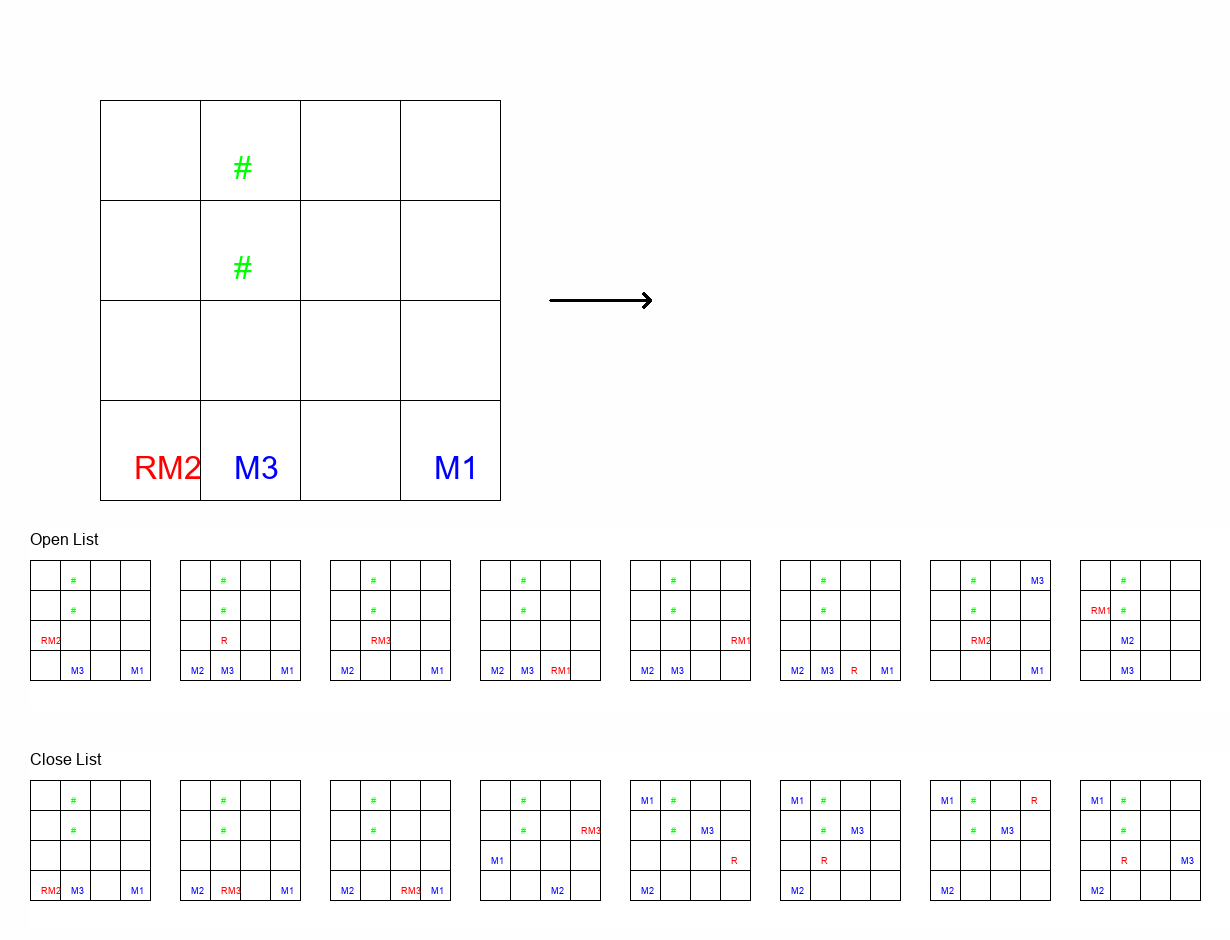 #
#
RM2 M3 M1
Open List
# # # # # # # M3 #
# # # # # # # RM1 #
RM2 R RM3 RM1 RM2 M2
M3 M1 M2 M3 M1 M2 M1 M2 M3 RM1 M2 M3 M2 M3 R M1 M1 M3
Close List
# # # # M1 # M1 # M1 # R M1 #
# # # # RM3 # M3 # M3 # M3 #
M1 R R R M3
RM2 M3 M1 M2 RM3 M1 M2 RM3 M1 M2 M2 M2 M2 M2